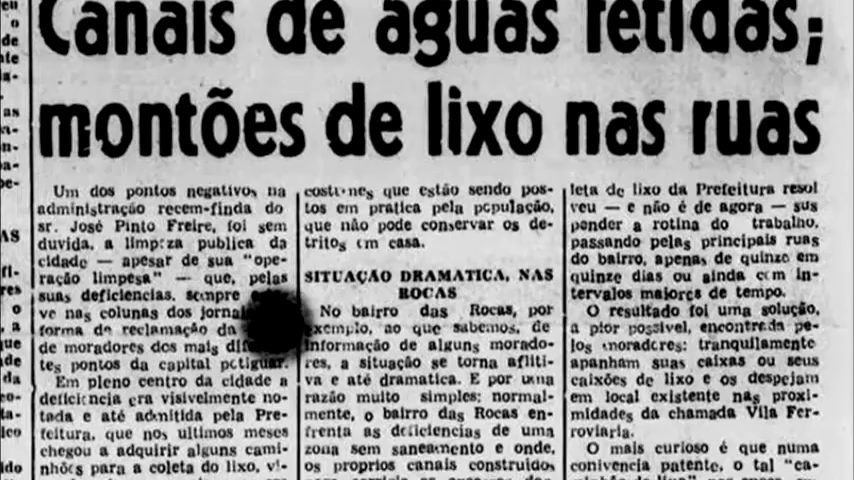 Canais de aguas fetidas;
montões de lixo nas ruas
Um dos pontos negativos na
administração recem-finda do
sr. José Pinto Freire, foi sem
duvida, a limpeza publica da
cidade — apesar de sua "ope-
ração limpesa" — que, pelas
suas deficiencias, sempre
ve nas colunas dos
forma de reclamação da
de moradores dos mais
tes pontos da capital potiguar.
Em pleno centro da cidade a
deficiencia era visivelmente no-
tada e até admitida pela Pre-
feitura, que nos ultimos meses
chegou a adquirir alguns cami-
nhões para a coleta do lixo, vi-
costumes que estão sendo pos-
tos em pratica pela população,
que não pode conservar os de-
tritos em casa.
SITUAÇÃO DRAMATICA, NAS
ROCAS
No bairro das Rocas, por
exemplo, ao que sabemos, de
informação de alguns morado-
res, a situação se torna afliti-
va e até dramatica. E por uma
razão muito simples: normal-
mente, o bairro das Rocas en-
frenta as deficiencias de uma
zona sem saneamento e onde,
os proprios canais construidos
leta de lixo da Prefeitura resol
veu — e não é de agora — sus
pender a rotina do trabalho,
passando pelas principais ruas
do bairro, apenas de quinze em
quinze dias ou ainda com in-
tervalos maiores de tempo.
O resultado foi uma solução,
a pior possivel, encontrada pe-
los moradores: tranquilamente
apanham suas caixas ou seus
caixões de lixo e os despejam
em local existente nas proxi-
midades da chamada Vila Fer-
roviaria.
O mais curioso é que numa
conivencia patente, o tal "ca-